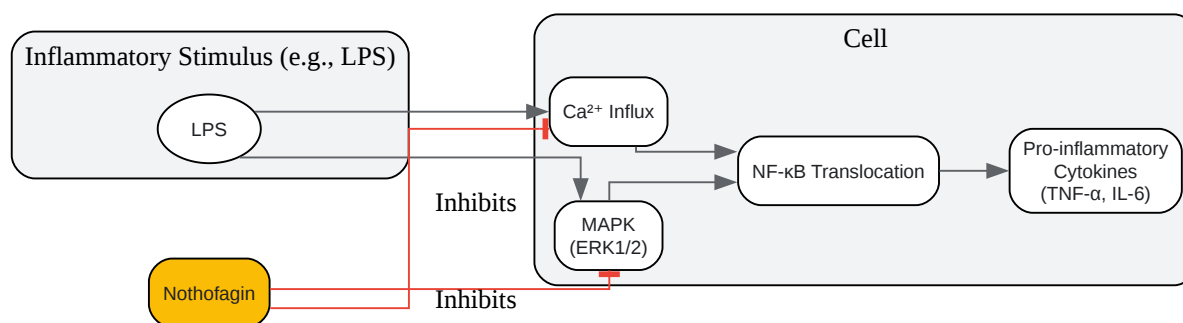 Inflammatory Stimulus (e.g., LPS)
LPS
Cell
Ca²⁺ Influx
MAPK
(ERK1/2)
NF-κB Translocation
Pro-inflammatory
Cytokines
(TNF-α, IL-6)
Inhibits
Nothofagin
Inhibits